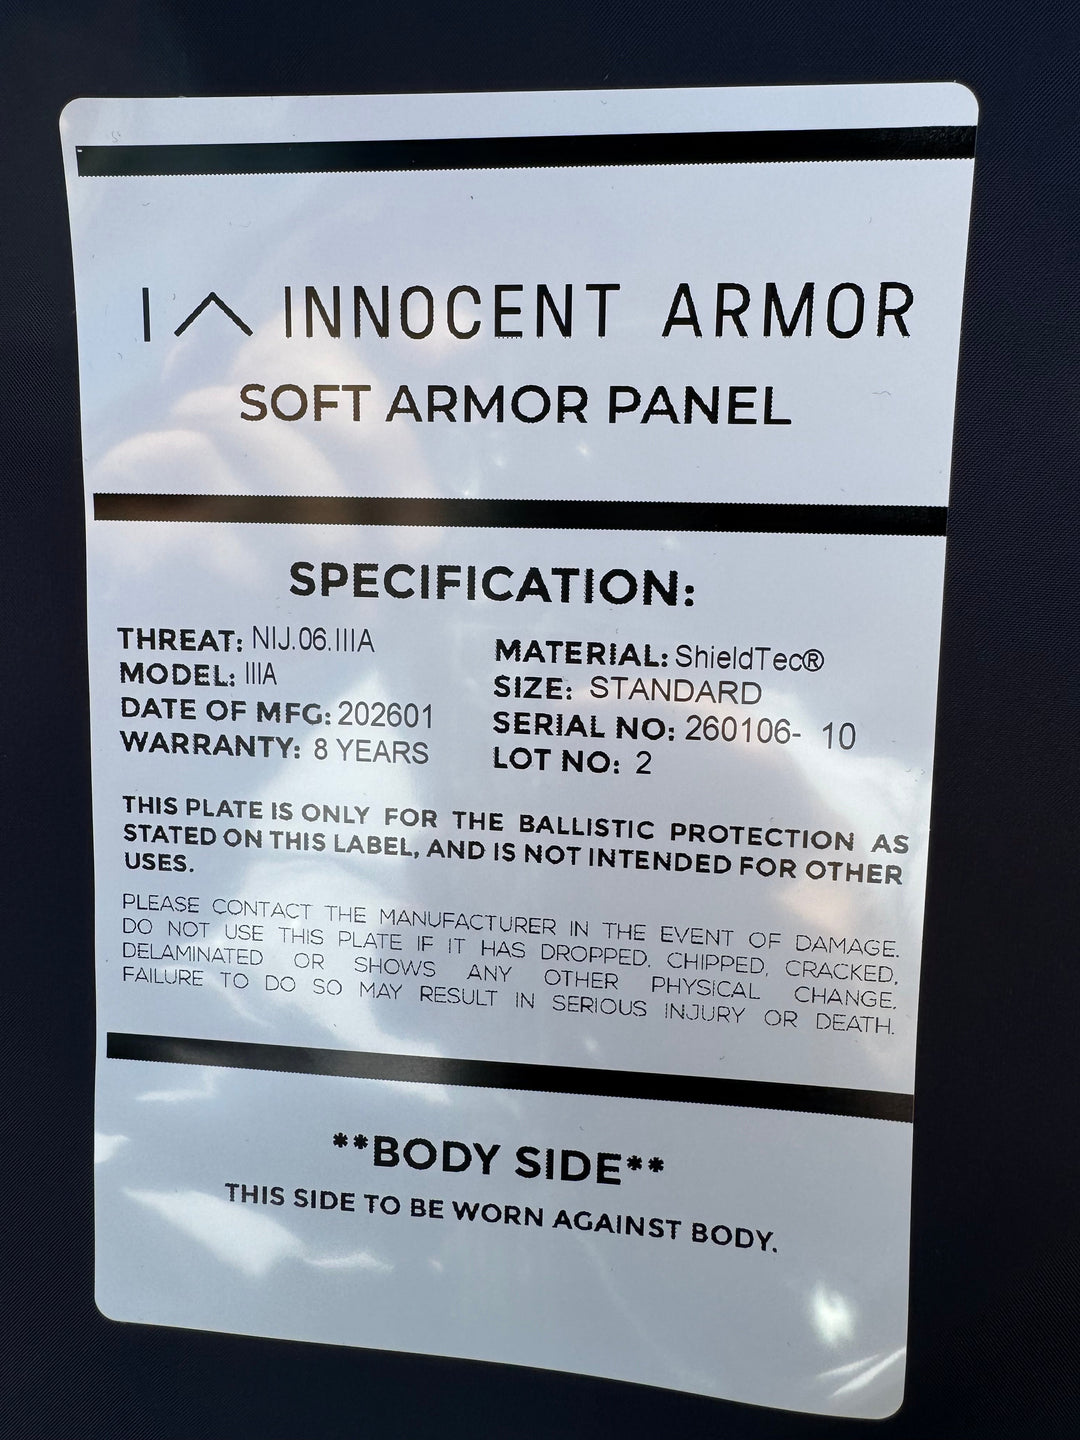 INNOCENT ARMOR
SOFT ARMOR PANEL
SPECIFICATION:
THREAT: NIJ.06.IIIA
MODEL: IIIA
DATE OF MFG: 202601
WARRANTY: 8 YEARS
MATERIAL: ShieldTec®
SIZE: STANDARD
SERIAL NO: 260106- 10
LOT NO: 2
THIS PLATE IS ONLY FOR THE BALLISTIC PROTECTION AS
STATED ON THIS LABEL, AND IS NOT INTENDED FOR OTHER
USES.
PLEASE CONTACT THE MANUFACTURER IN THE EVENT OF DAMAGE.
DO NOT USE THIS PLATE IF IT HAS DROPPED, CHIPPED, CRACKED,
DELAMINATED OR SHOWS ANY OTHER PHYSICAL CHANGE.
FAILURE TO DO SO MAY RESULT IN SERIOUS INJURY OR DEATH.
**BODY SIDE**
THIS SIDE TO BE WORN AGAINST BODY.